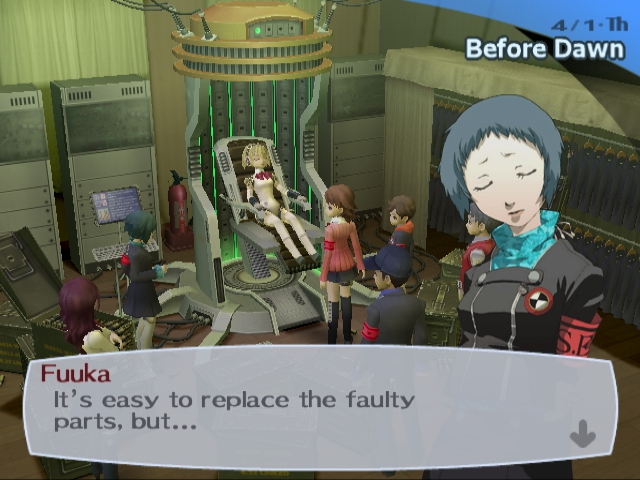 4/1・Th
Before Dawn
S.E
Fuuka
It's easy to replace the faulty
parts, but...